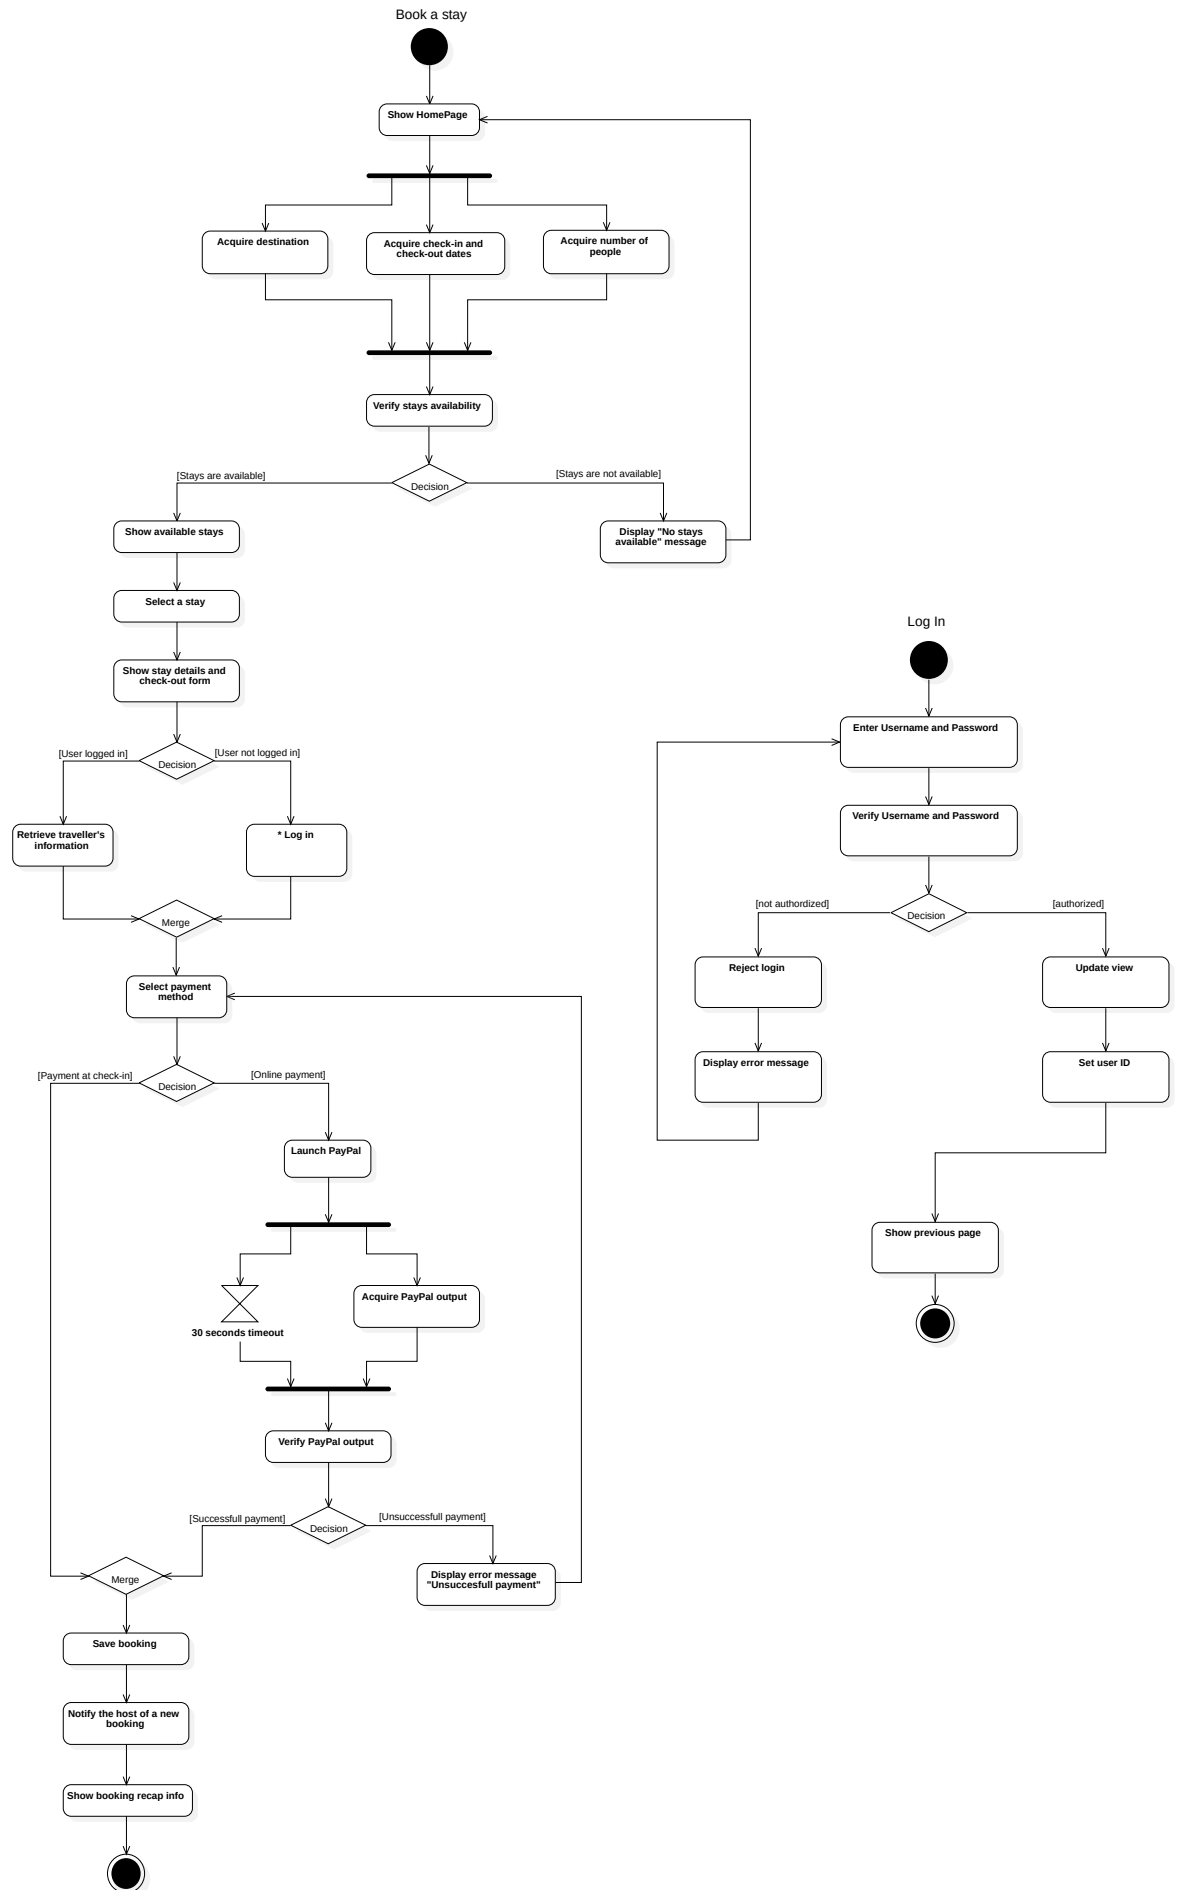 Book a stay
Show HomePage
Acquire destination
Acquire check-in and
check-out dates
Acquire number of
people
Verify stays availability
[Stays are available]
Decision
[Stays are not available]
Show available stays
Display "No stays
available" message
Select a stay
Show stay details and
check-out form
[User logged in]
Decision
[User not logged in]
Retrieve traveller's
information
* Log in
Merge
Select payment
method
[Payment at check-in]
Decision
[Online payment]
Launch PayPal
30 seconds timeout
Acquire PayPal output
Verify PayPal output
[Successfull payment]
Decision
[Unsuccessfull payment]
Display error message
"Unsuccesfull payment"
Merge
Save booking
Notify the host of a new
booking
Show booking recap info
Log In
Enter Username and Password
Verify Username and Password
[not authordized]
Decision
[authorized]
Reject login
Update view
Display error message
Set user ID
Show previous page